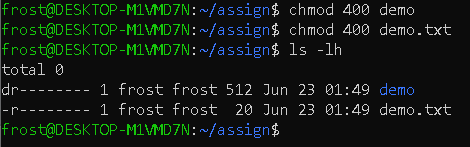 frost@DESKTOP-M1VMD7N:~/assign$ chmod 400 demo
frost@DESKTOP-M1VMD7N:~/assign$ chmod 400 demo.txt
frost@DESKTOP-M1VMD7N:~/assign$ ls -lh
total 0
dr-------- 1 frost frost 512 Jun 23 01:49 demo
-r-------- 1 frost frost  20 Jun 23 01:49 demo.txt
frost@DESKTOP-M1VMD7N:~/assign$